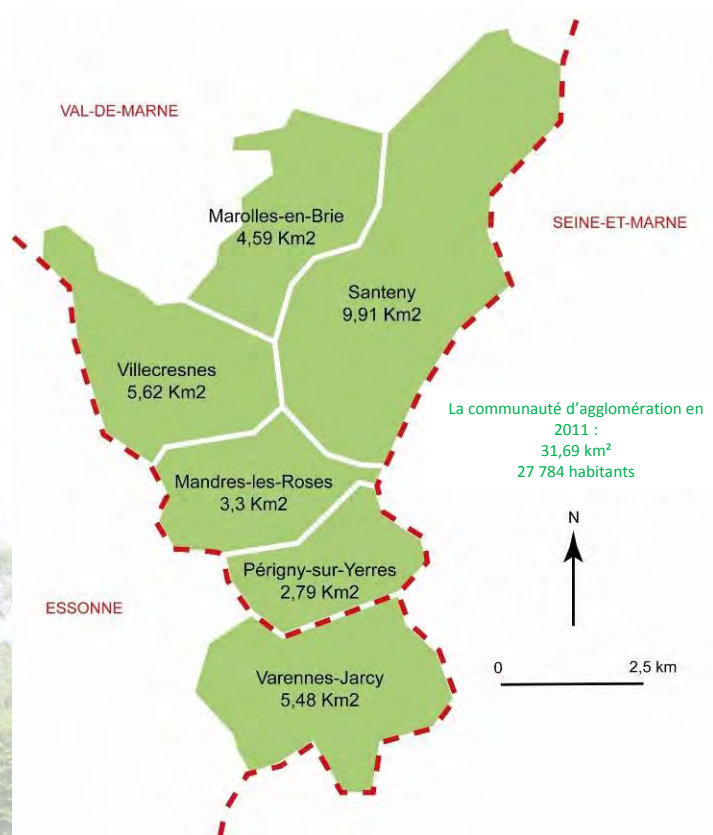 VAL-DE-MARNE
Marolles-en-Brie
4,59 Km2
SEINE-ET-MARNE
Santeny
9,91 Km2
Villecresnes
5,62 Km2
La communauté d’agglomération en
2011 :
31,69 km²
27 784 habitants
Mandres-les-Roses
3,3 Km2
N
Périgny-sur-Yerres
2,79 Km2
ESSONNE
Varennes-Jarcy
5,48 Km2
0 2,5 km